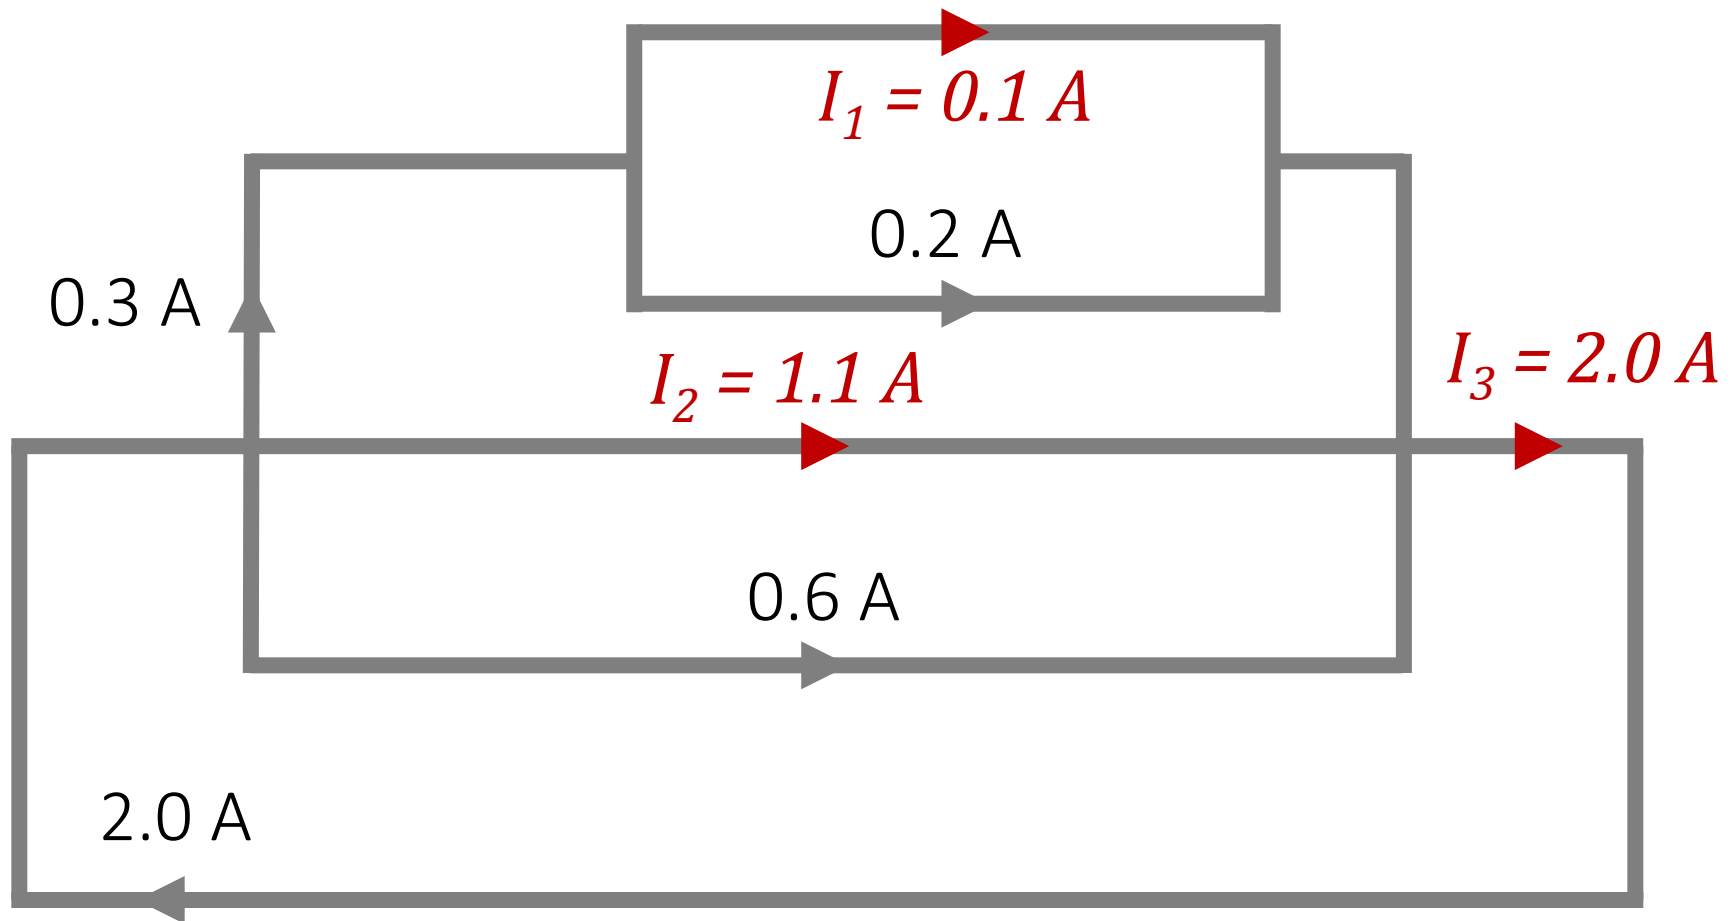 I₁ = 0.1 A
0.2 A
0.3 A
I₂ = 1.1 A
I₃ = 2.0 A
0.6 A
2.0 A